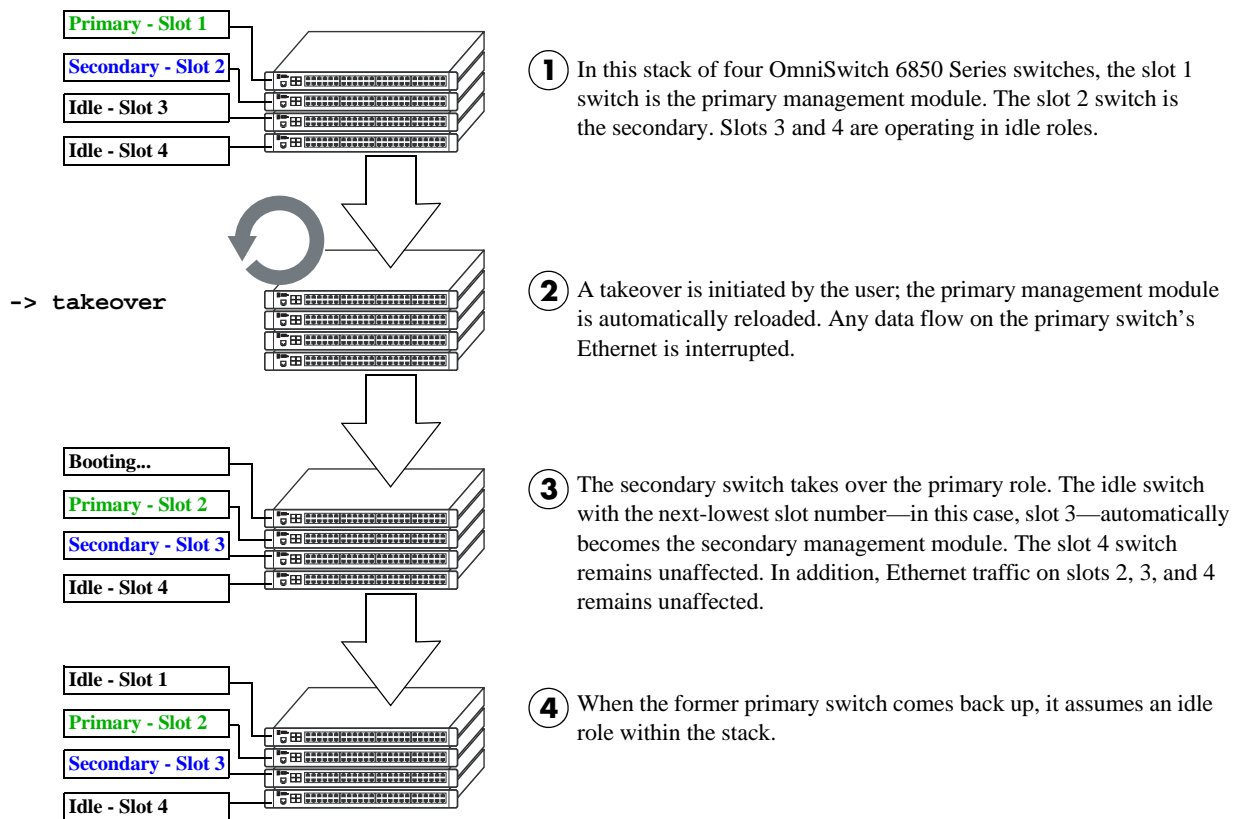 Primary - Slot 1
Secondary - Slot 2
Idle - Slot 3
Idle - Slot 4
1 In this stack of four OmniSwitch 6850 Series switches, the slot 1
switch is the primary management module. The slot 2 switch is
the secondary. Slots 3 and 4 are operating in idle roles.
-> takeover
2 A takeover is initiated by the user; the primary management module
is automatically reloaded. Any data flow on the primary switch’s
Ethernet is interrupted.
Booting...
Primary - Slot 2
Secondary - Slot 3
Idle - Slot 4
3 The secondary switch takes over the primary role. The idle switch
with the next-lowest slot number—in this case, slot 3—automatically
becomes the secondary management module. The slot 4 switch
remains unaffected. In addition, Ethernet traffic on slots 2, 3, and 4
remains unaffected.
Idle - Slot 1
Primary - Slot 2
Secondary - Slot 3
Idle - Slot 4
4 When the former primary switch comes back up, it assumes an idle
role within the stack.